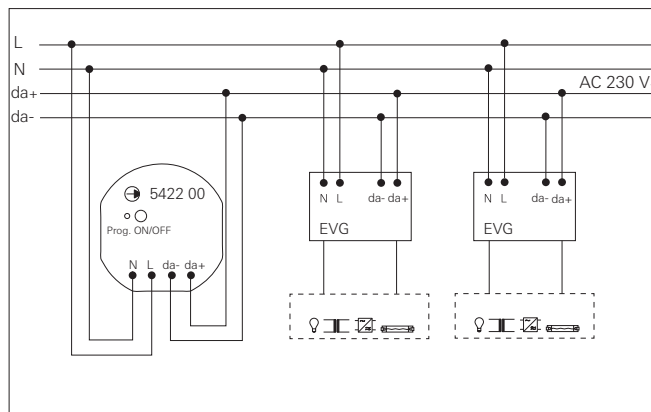 L
N
da+ AC 230 V
da-
5422 00
Prog. ON/OFF
N L da- da+
N L da- da+
EVG
N L da- da+
EVG